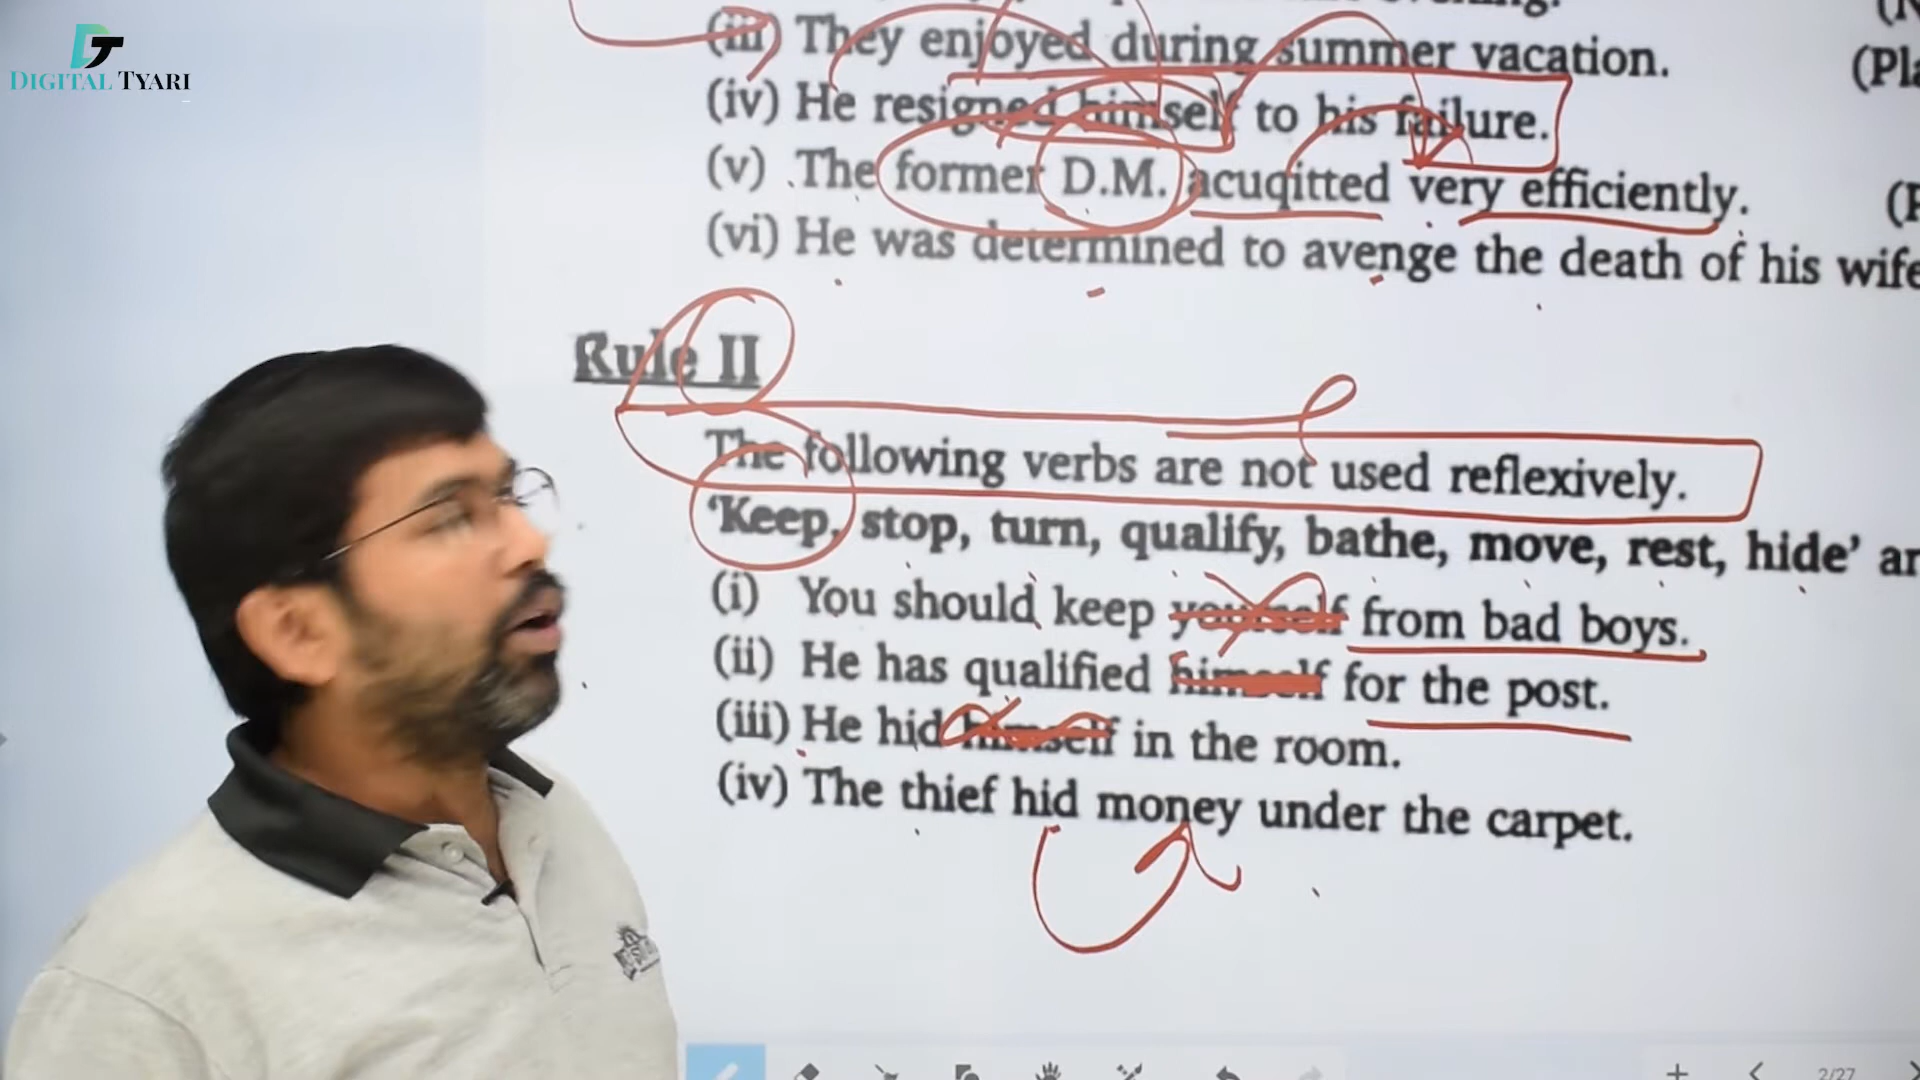 DT
DIGITAL TYARI
(iii) They enjoyed during summer vacation.
(iv) He resigned himself to his failure.
(v) .The former D.M. acuqitted very efficiently.
(vi) He was determined to avenge the death of his wife
Rule II
The following verbs are not used reflexively.
'Keep, stop, turn, qualify, bathe, move, rest, hide'
(i) You should keep yourself from bad boys.
(ii) He has qualified himself for the post.
(iii) He hid himself in the room.
(iv) The thief hid money under the carpet.
2/27